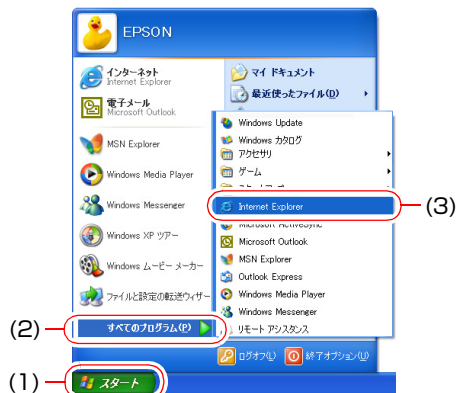 EPSON
インターネット
Internet Explorer
電子メール
Microsoft Outlook
MSN Explorer
Windows Media Player
Windows Messenger
Windows XP ツアー
Windows ムービー メーカー
ファイルと設定の転送ウィザー
すべてのプログラム(P)
マイ ドキュメント
最近使ったファイル(D)
Windows Update
Windows カタログ
アクセサリ
ゲーム
Internet Explorer
Microsoft ActiveSync
Microsoft Outlook
MSN Explorer
Outlook Express
Windows Media Player
Windows Messenger
リモート アシスタンス
ログオフ(L)
終了オプション(U)
スタート
(3)
(2)
(1)